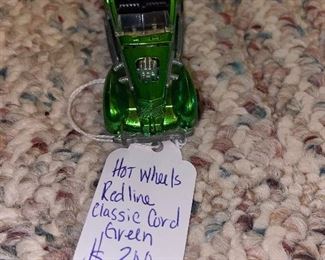 Hot Wheels
Redline
Classic Cord
Green